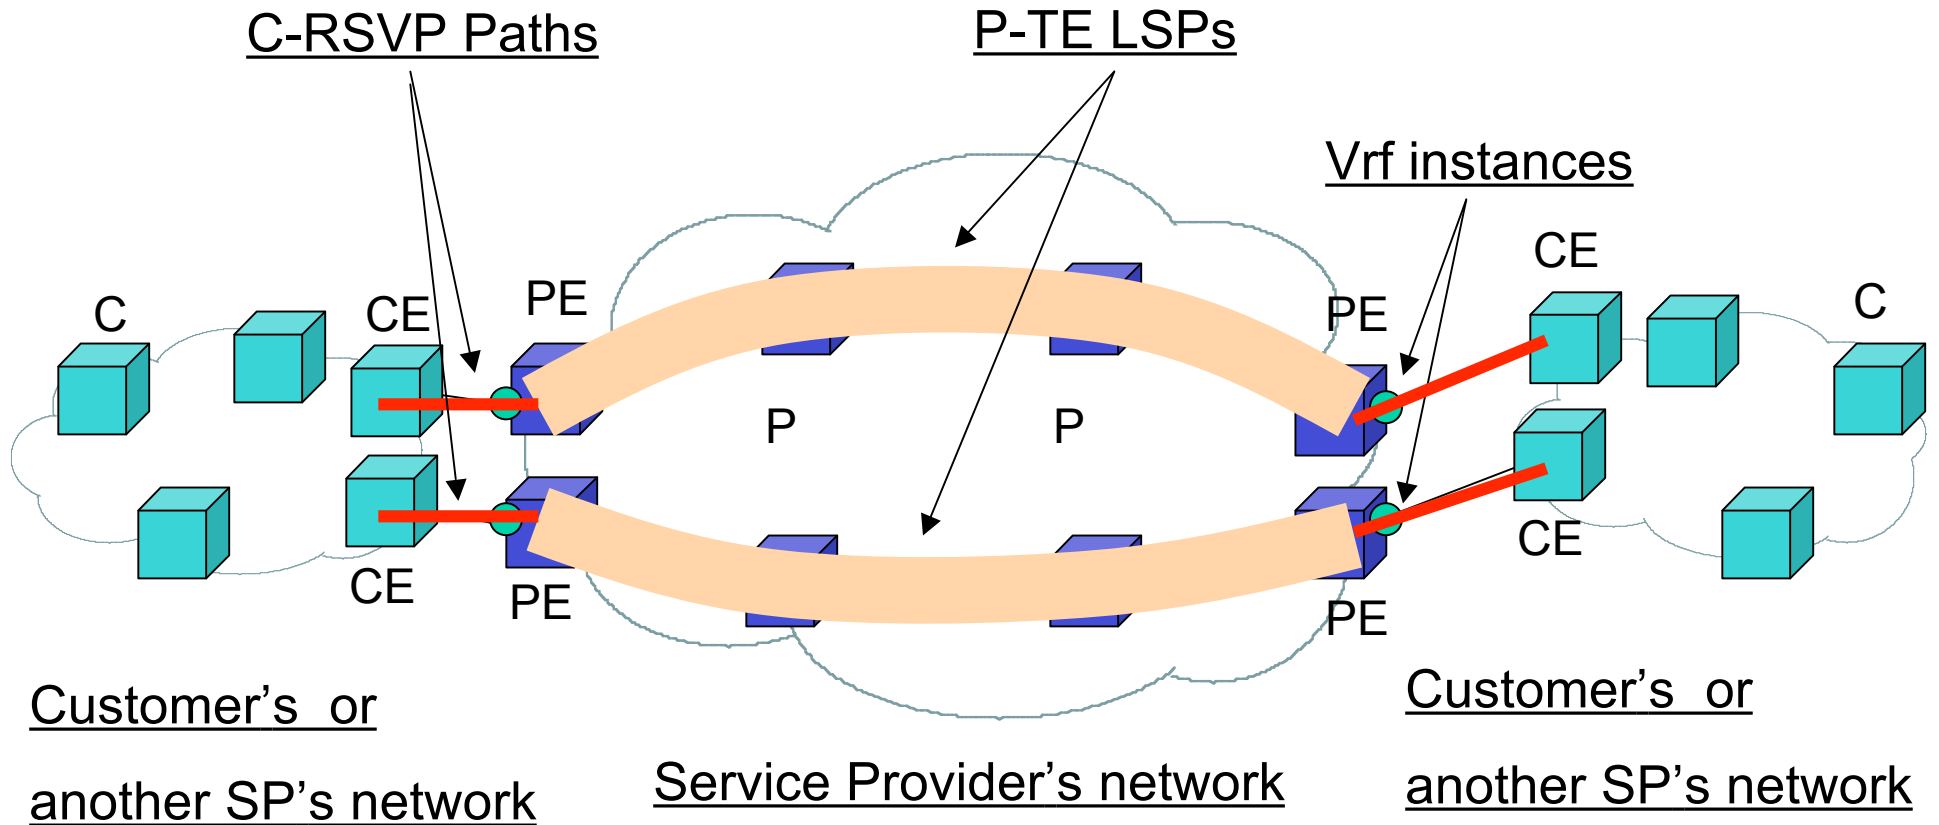 C-RSVP Paths
P-TE LSPs
Vrf instances
CE
PE
C
CE
PE
C
P
P
CE
CE
PE
PE
Customer’s or
another SP’s network
Service Provider’s network
Customer’s or
another SP’s network